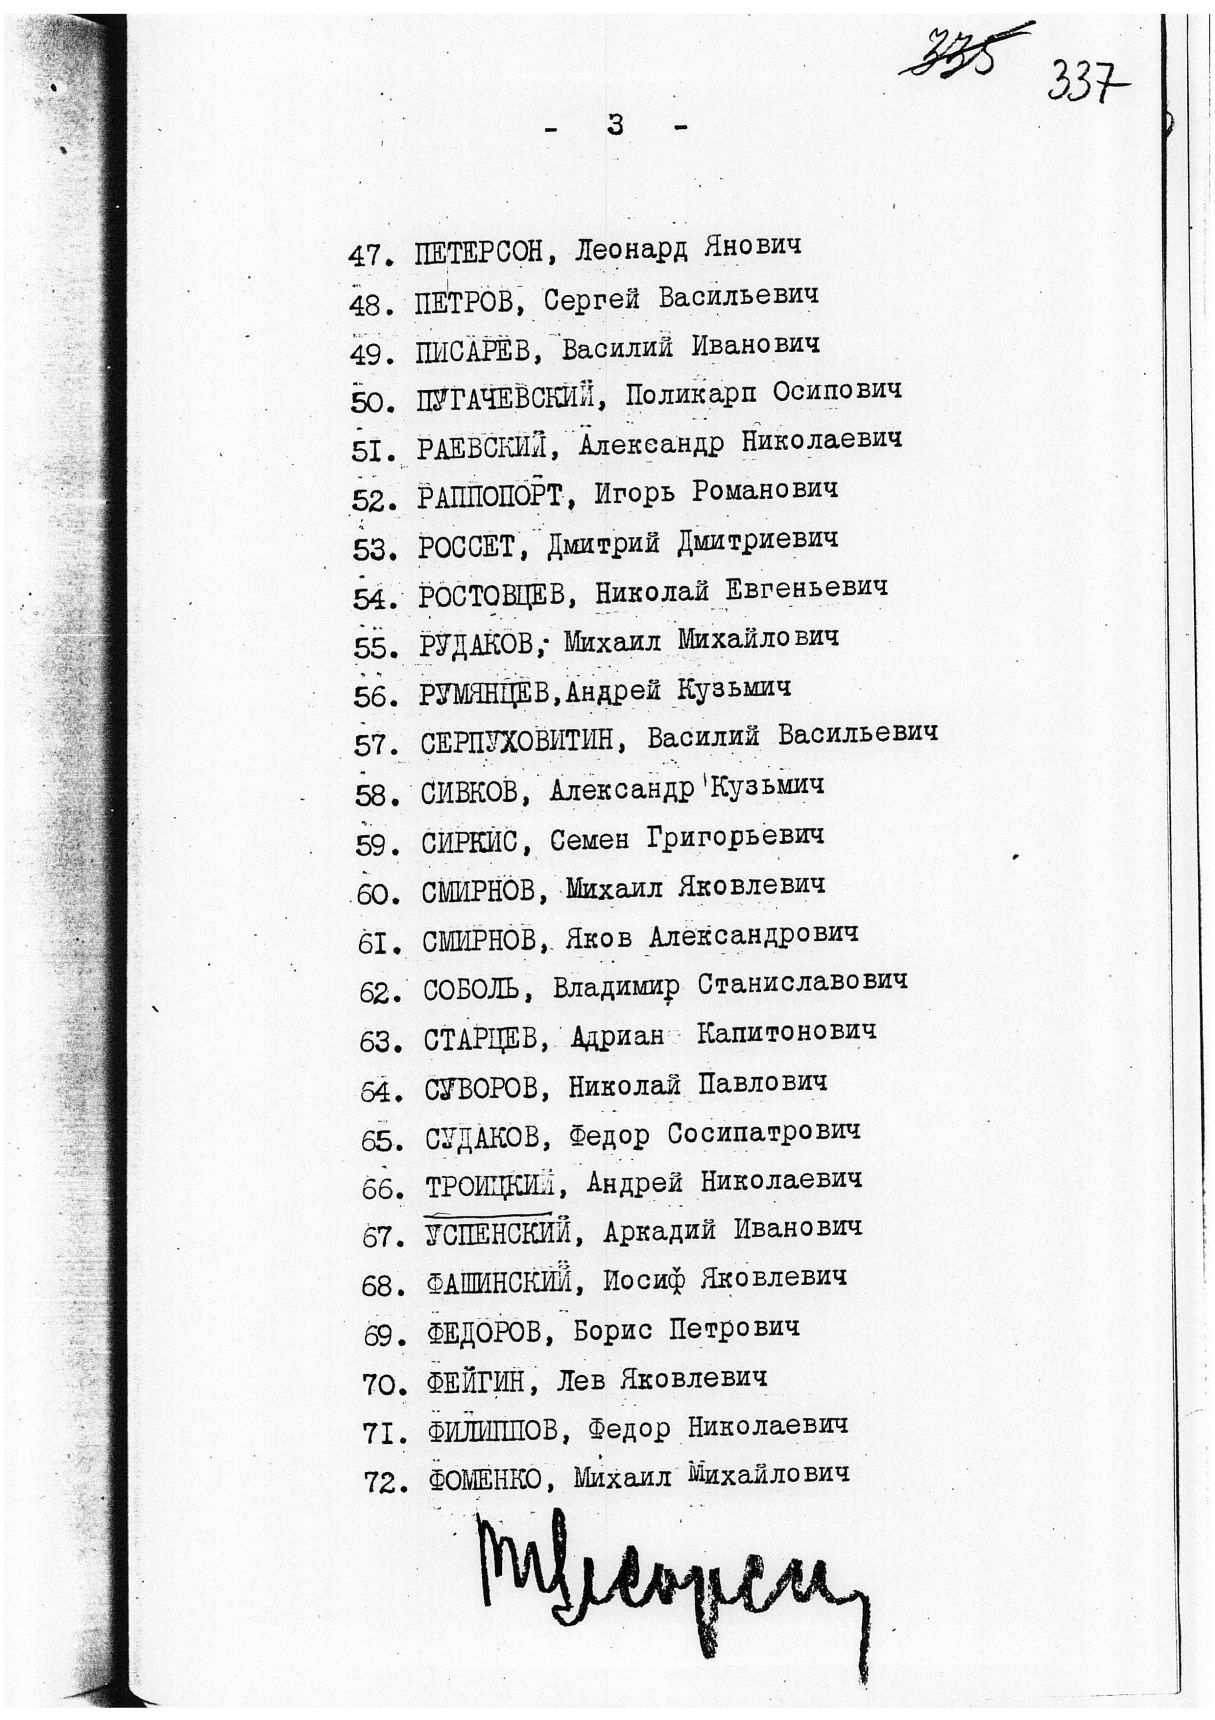 335 337
- 3 -
47. ПЕТЕРСОН, Леонард Янович
48. ПЕТРОВ, Сергей Васильевич
49. ПИСАРЕВ, Василий Иванович
50. ПУГАЧЕВСКИЙ, Поликарп Осипович
51. РАЕВСКИЙ, Александр Николаевич
52. РАППОПОРТ, Игорь Романович
53. РОССЕТ, Дмитрий Дмитриевич
54. РОСТОВЦЕВ, Николай Евгеньевич
55. РУДАКОВ, Михаил Михайлович
56. РУМЯНЦЕВ,Андрей Кузьмич
57. СЕРПУХОВИТИН, Василий Васильевич
58. СИВКОВ, Александр Кузьмич
59. СИРКИС, Семен Григорьевич
60. СМИРНОВ, Михаил Яковлевич
61. СМИРНОВ, Яков Александрович
62. СОБОЛЬ, Владимир Станиславович
63. СТАРЦЕВ, Адриан Капитонович
64. СУВОРОВ, Николай Павлович
65. СУДАКОВ, Федор Сосипатрович
66. ТРОИЦКИЙ, Андрей Николаевич
67. УСПЕНСКИЙ, Аркадий Иванович
68. ФАШИНСКИЙ, Иосиф Яковлевич
69. ФЕДОРОВ, Борис Петрович
70. ФЕЙГИН, Лев Яковлевич
71. ФИЛИППОВ, Федор Николаевич
72. ФОМЕНКО, Михаил Михайлович